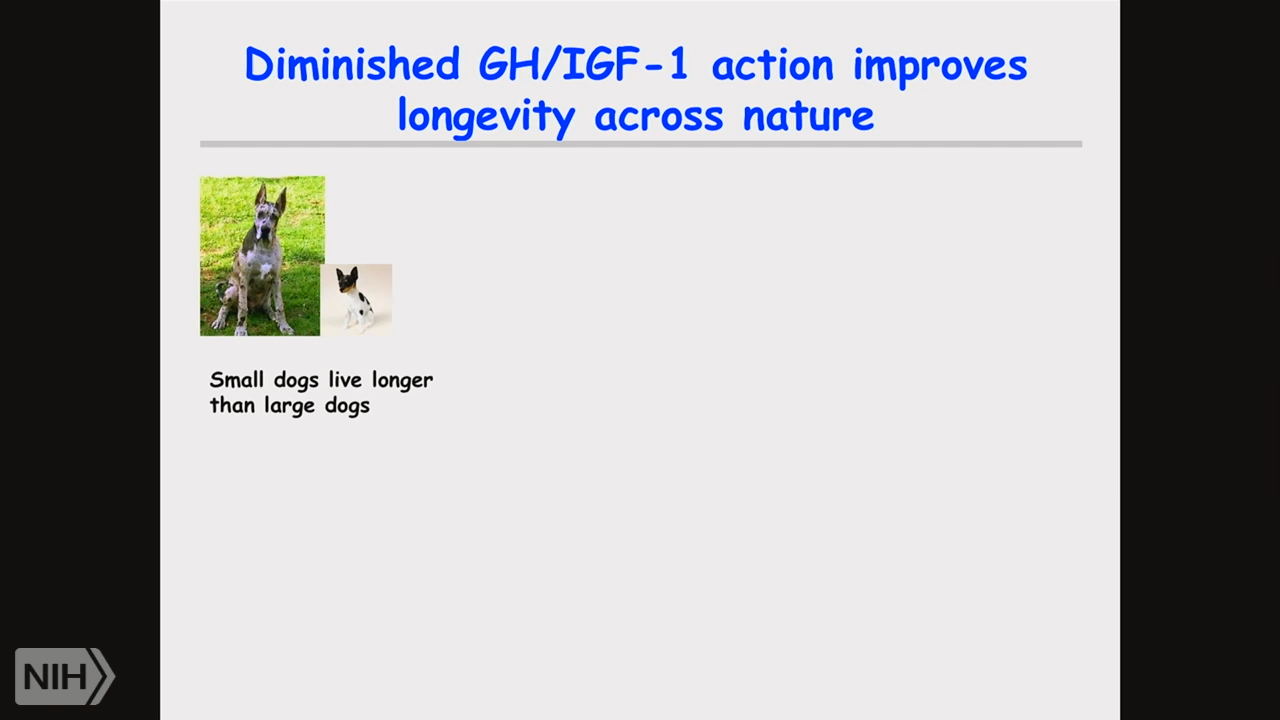 Diminished GH/IGF-1 action improves
longevity across nature
Small dogs live longer
than large dogs
NIH